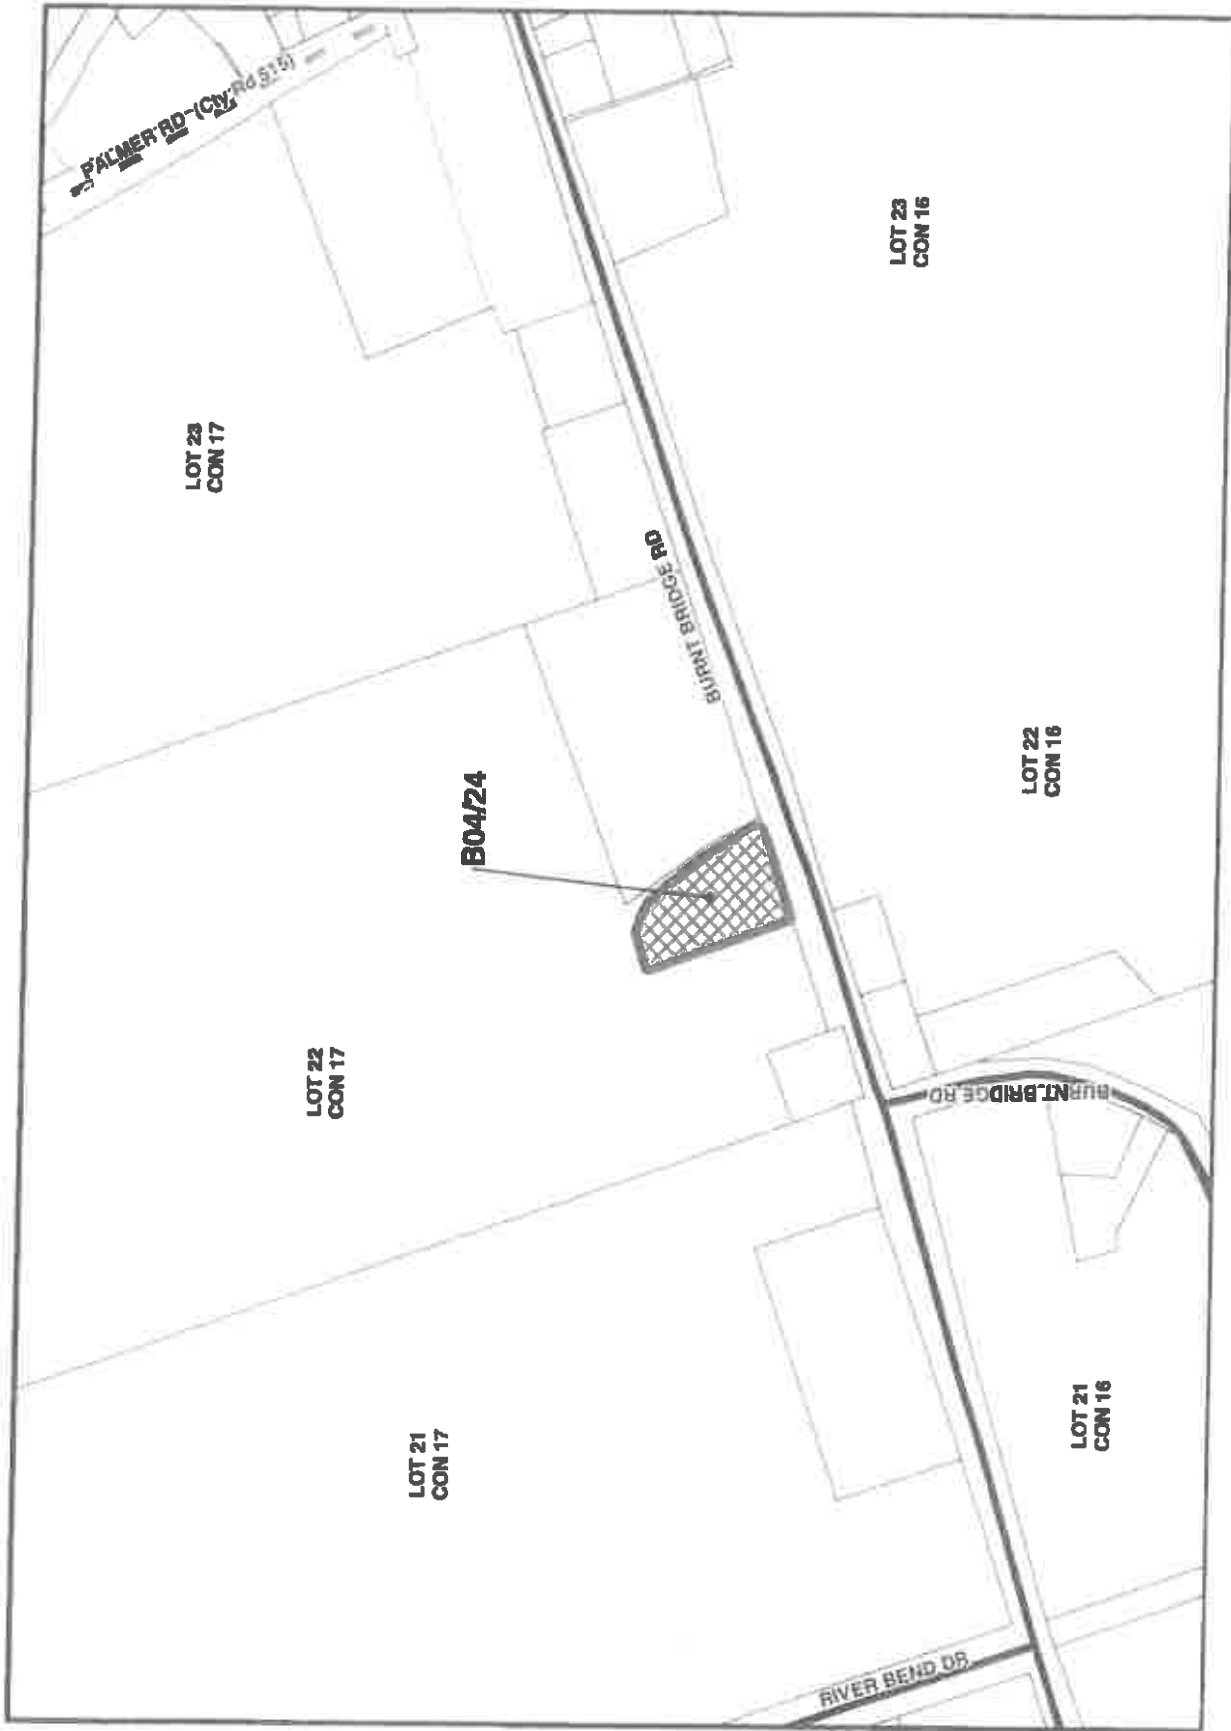 PALMER RD (Cty Rd 515)
LOT 23
CON 17
LOT 23
CON 16
BURNT BRIDGE RD
B04/24
LOT 22
CON 16
LOT 22
CON 17
BURNT BRIDGE RD
LOT 21
CON 17
LOT 21
CON 16
RIVER BEND DR